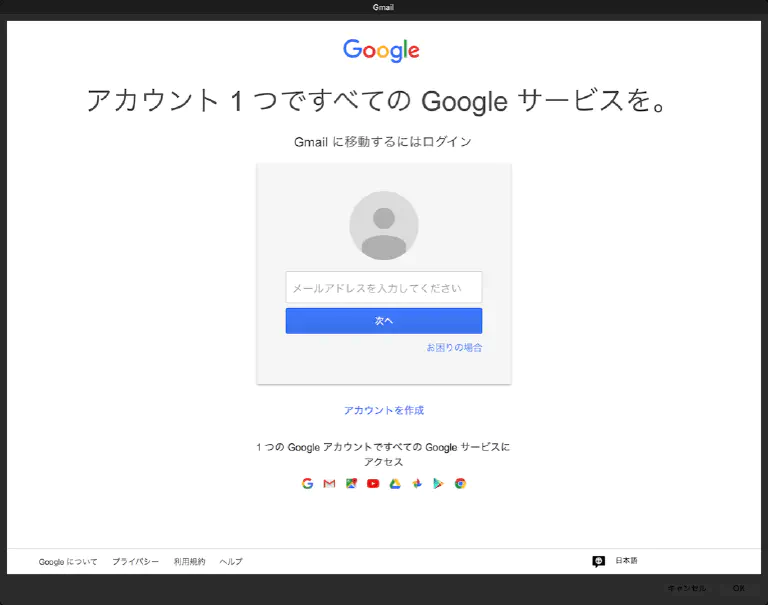 Gmail
Google
アカウント 1 つですべての Google サービスを。
Gmail に移動するにはログイン
メールアドレスを入力してください
次へ
お困りの場合
アカウントを作成
1 つの Google アカウントですべての Google サービスに
アクセス
Google について プライバシー 利用規約 ヘルプ 日本語
キャンセル OK